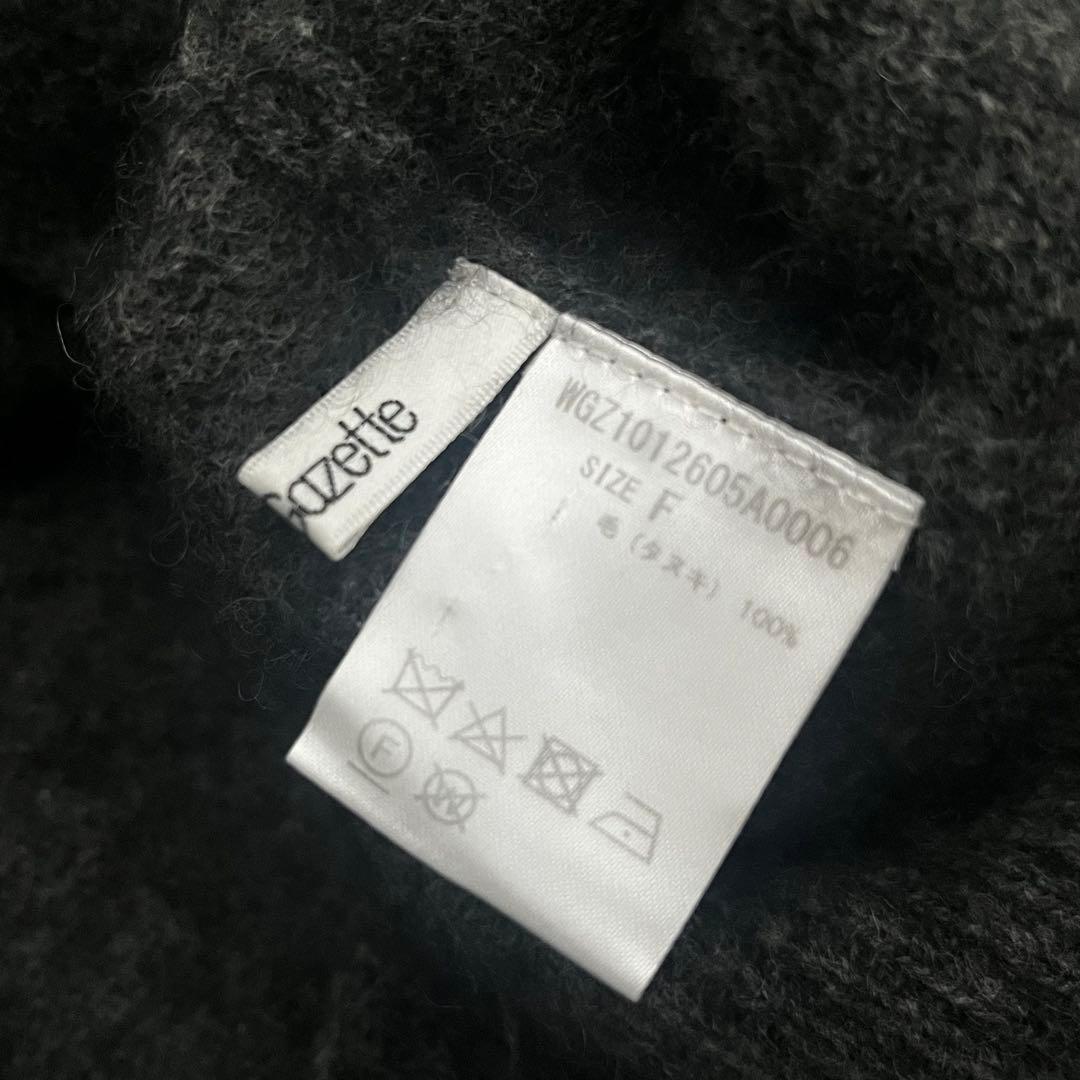 Gazette
WGZ1012605A0006
SIZE F
毛(タヌキ) 100%
F
W